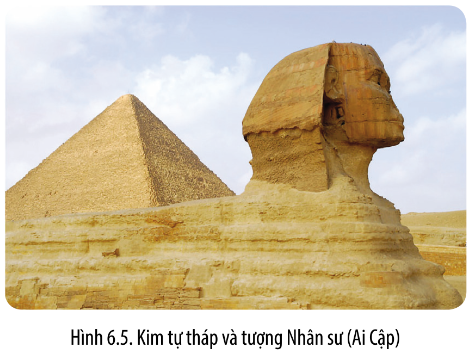 Hình 6.5. Kim tự tháp và tượng Nhân sư (Ai Cập)